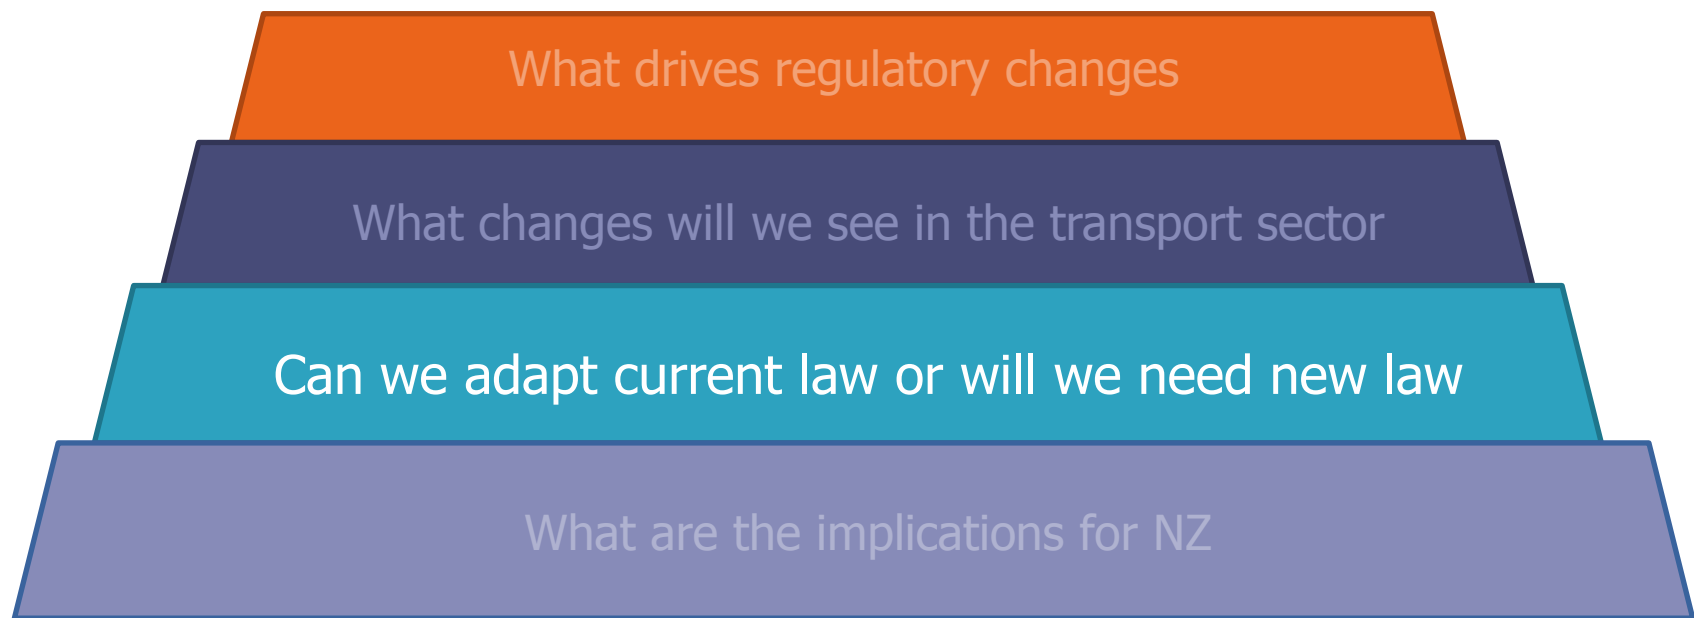 What drives regulatory changes
What changes will we see in the transport sector
Can we adapt current law or will we need new law
What are the implications for NZ